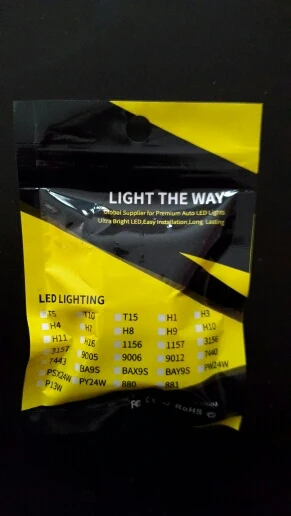 LIGHT THE WAY
Global Supplier for Premium Auto LED Lights
Ultra Bright LED,Easy Installation,Long Lasting
LED LIGHTING
T5 T10 T15 H1 H3
H4 H7 H8 H9 H10
H11 H16 1156 1157 3156
3157 9005 9006 9012 7440
7443 BA9S BAX9S BAY9S PW24W
PSX24W PY24W 880 881
P13W
RoHS